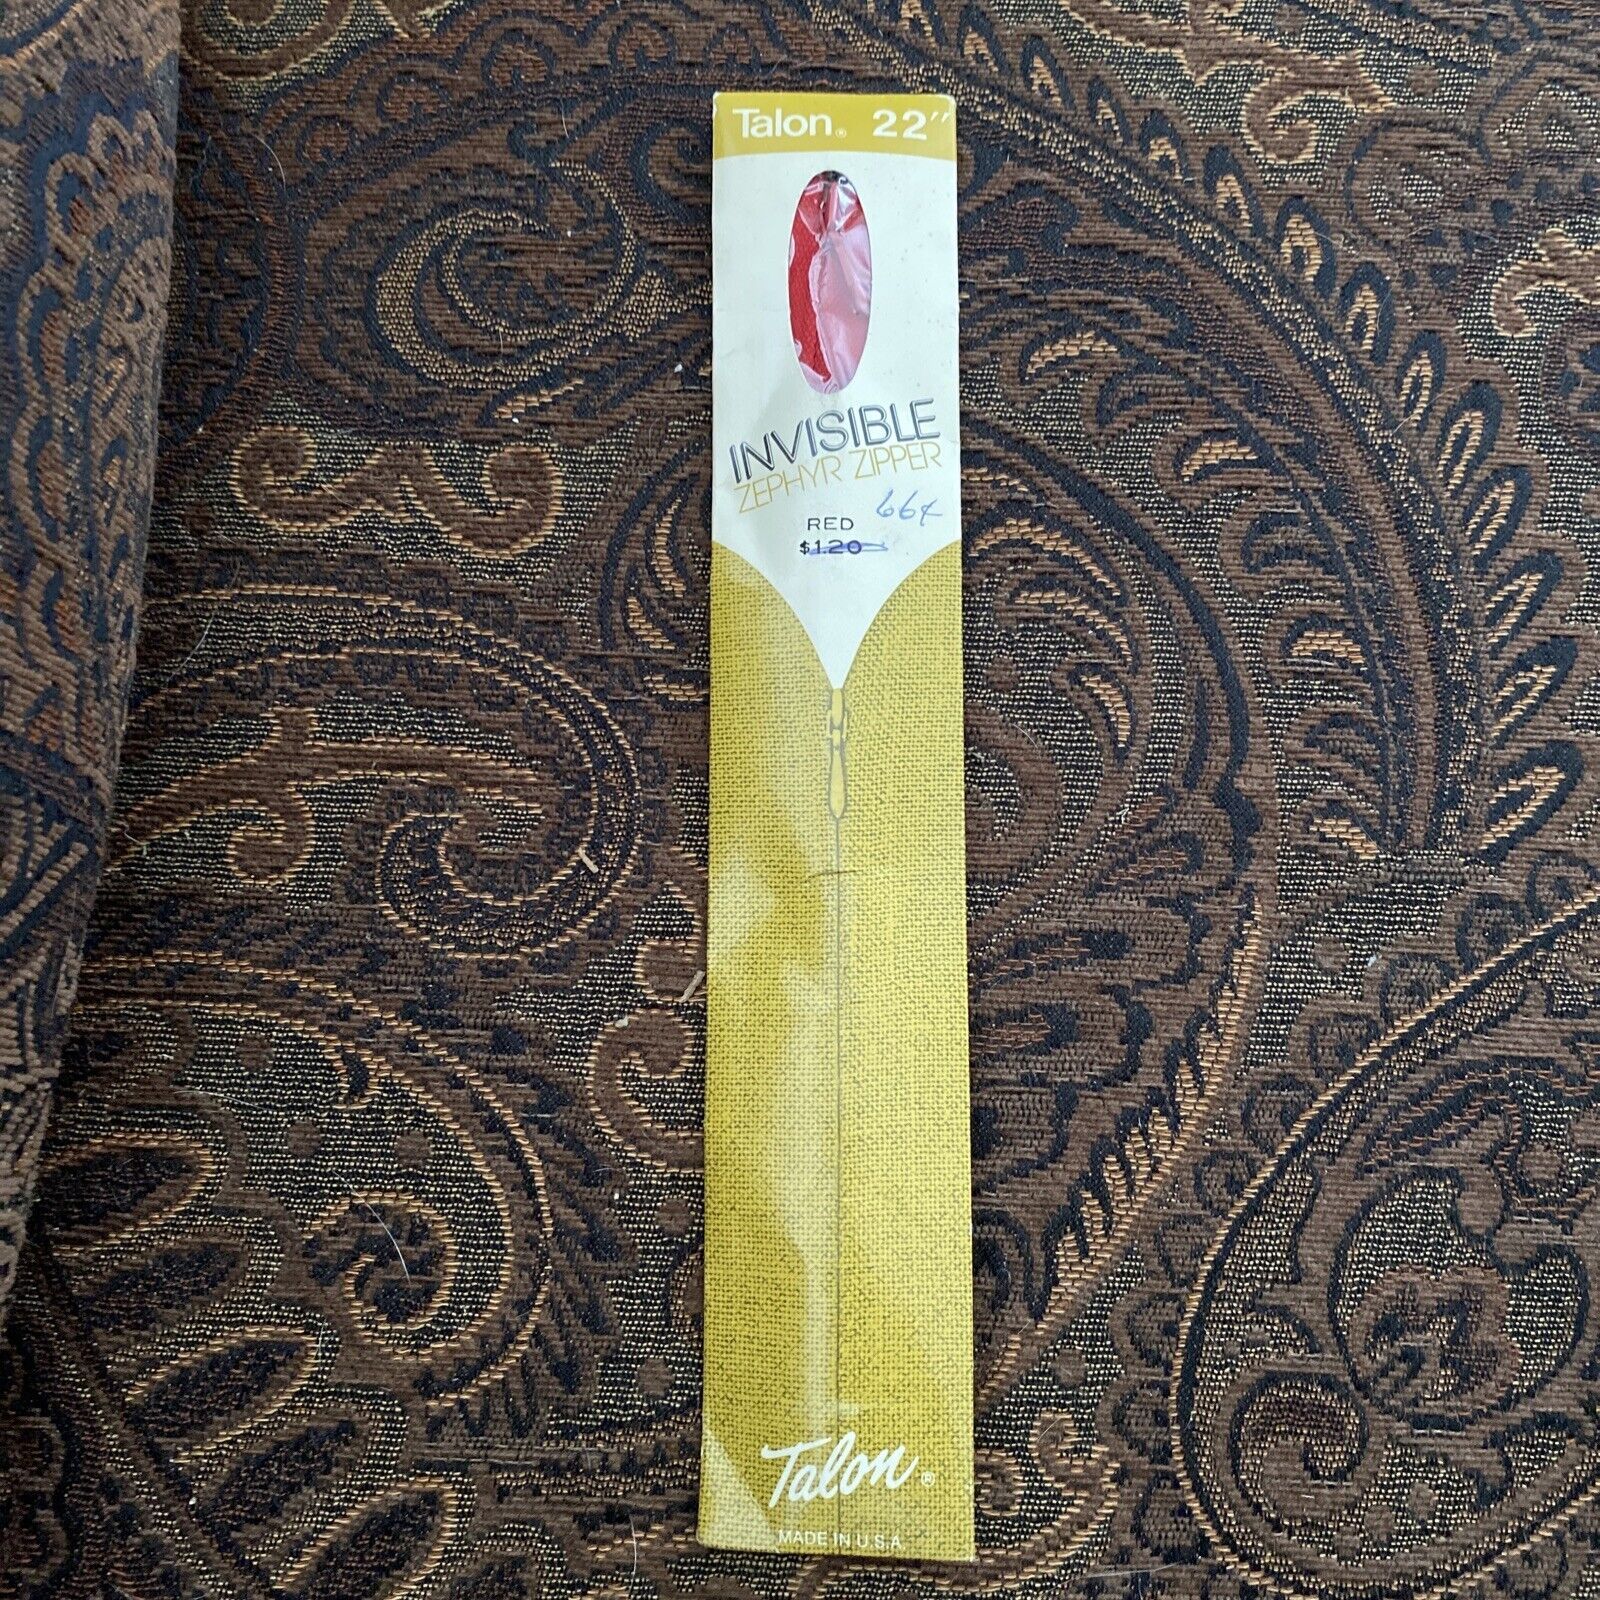 Talon® 22"
INVISIBLE
ZEPHYR ZIPPER
RED 66¢
$1.20
Talon®
MADE IN U.S.A.